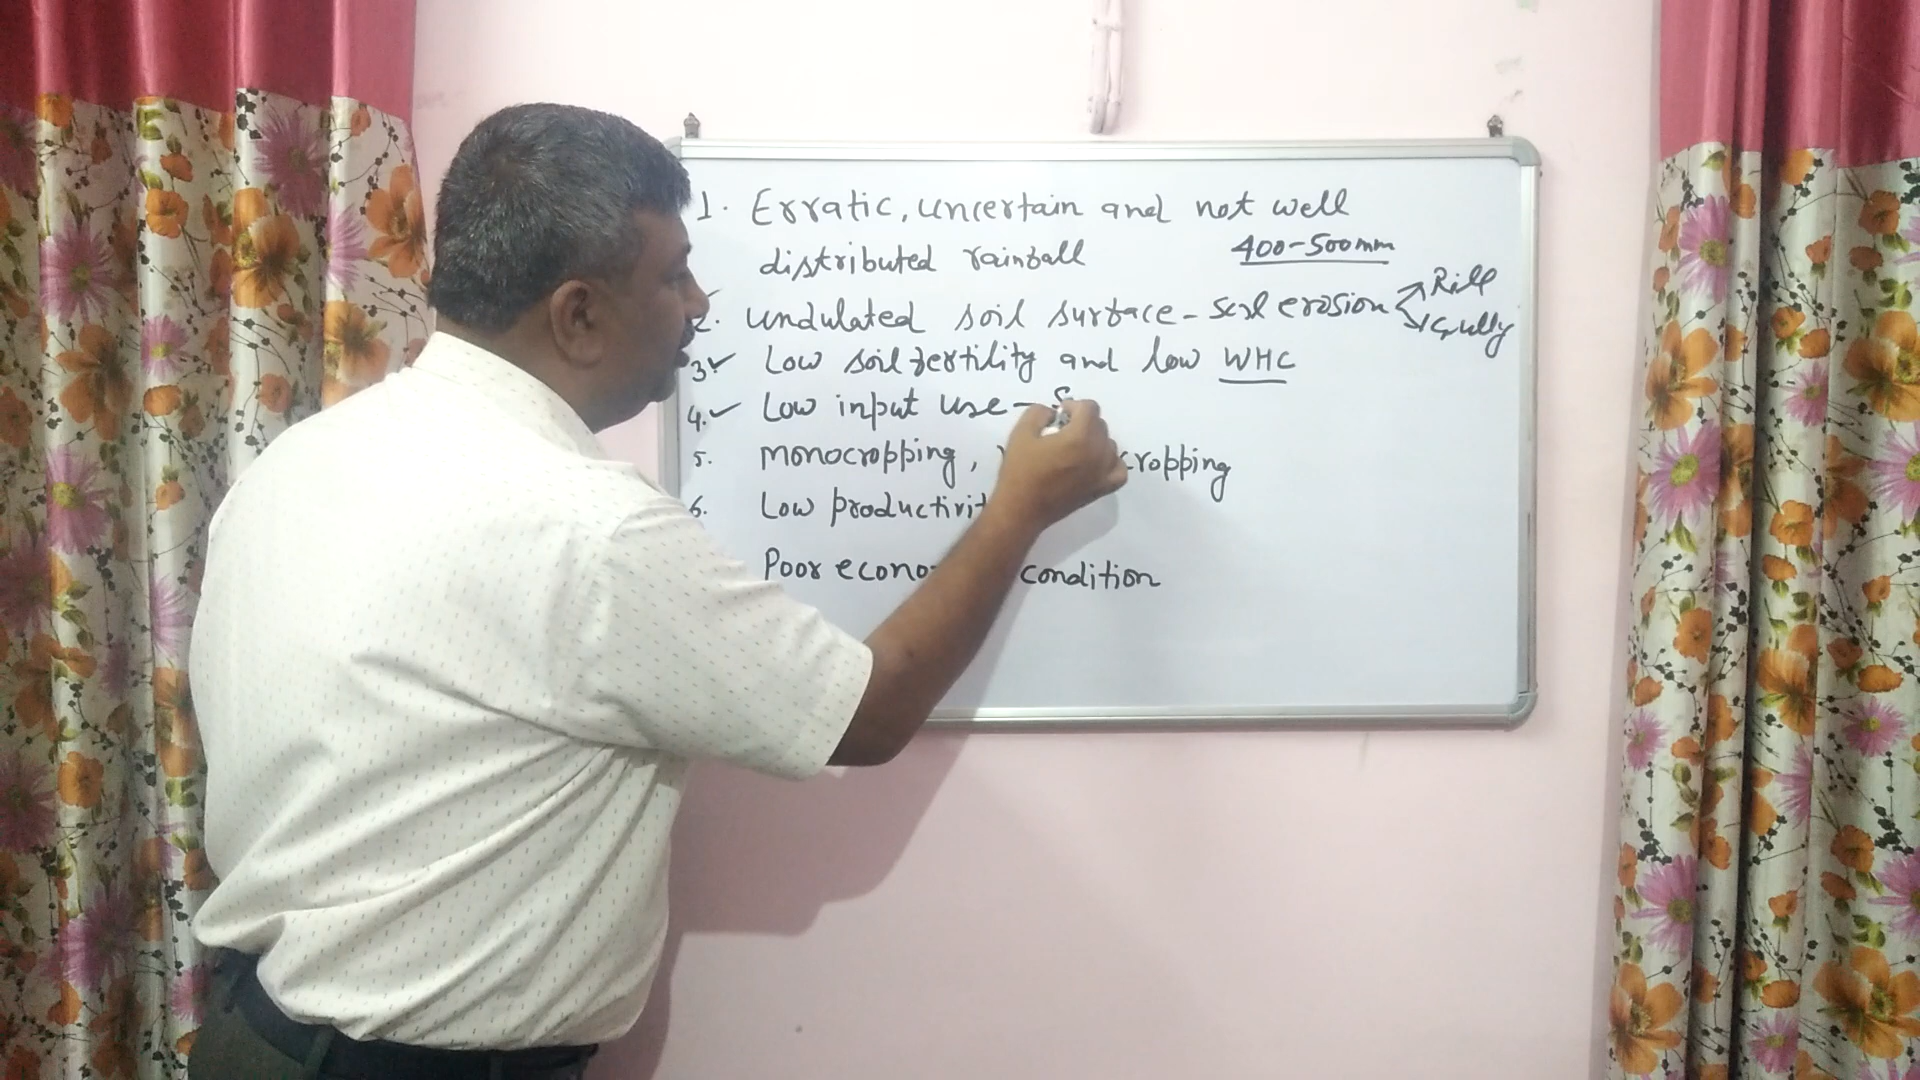 1. Erratic, uncertain and not well
distributed rainfall 400-500mm
2. Undulated soil surface - soil erosion Rill Gully
3 Low soil fertility and low WHC
4. Low input use - S
5. monocropping, cropping
6. Low productivit
Poor econo condition